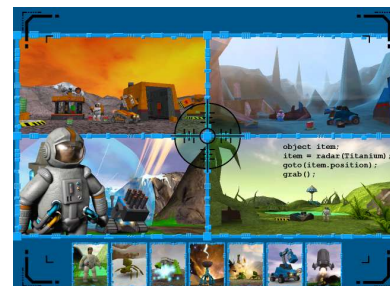 object item;
item = radar(Titanium);
goto(item.position);
grab();